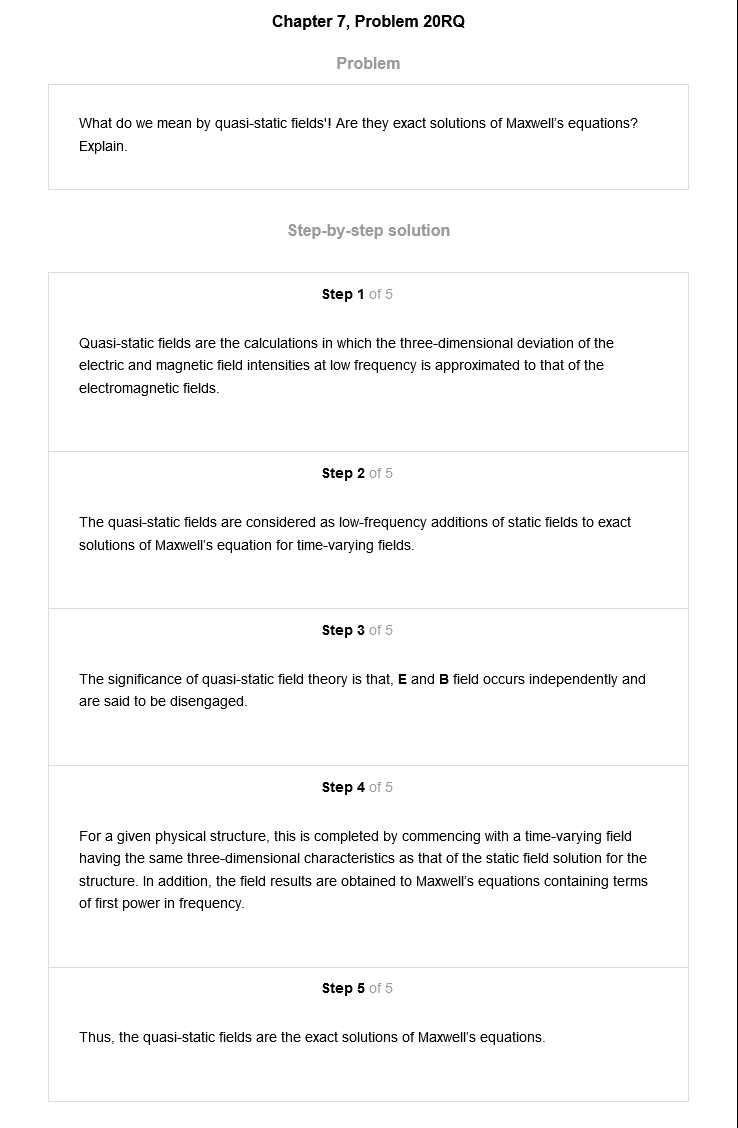 Chapter 7, Problem 20RQ
Problem
What do we mean by quasi-static fields'! Are they exact solutions of Maxwell's equations?
Explain.
Step-by-step solution
Step 1 of 5
Quasi-static fields are the calculations in which the three-dimensional deviation of the
electric and magnetic field intensities at low frequency is approximated to that of the
electromagnetic fields.
Step 2 of 5
The quasi-static fields are considered as low-frequency additions of static fields to exact
solutions of Maxwell's equation for time-varying fields.
Step 3 of 5
The significance of quasi-static field theory is that, E and B field occurs independently and
are said to be disengaged.
Step 4 of 5
For a given physical structure, this is completed by commencing with a time-varying field
having the same three-dimensional characteristics as that of the static field solution for the
structure. In addition, the field results are obtained to Maxwell's equations containing terms
of first power in frequency.
Step 5 of 5
Thus, the quasi-static fields are the exact solutions of Maxwell's equations.